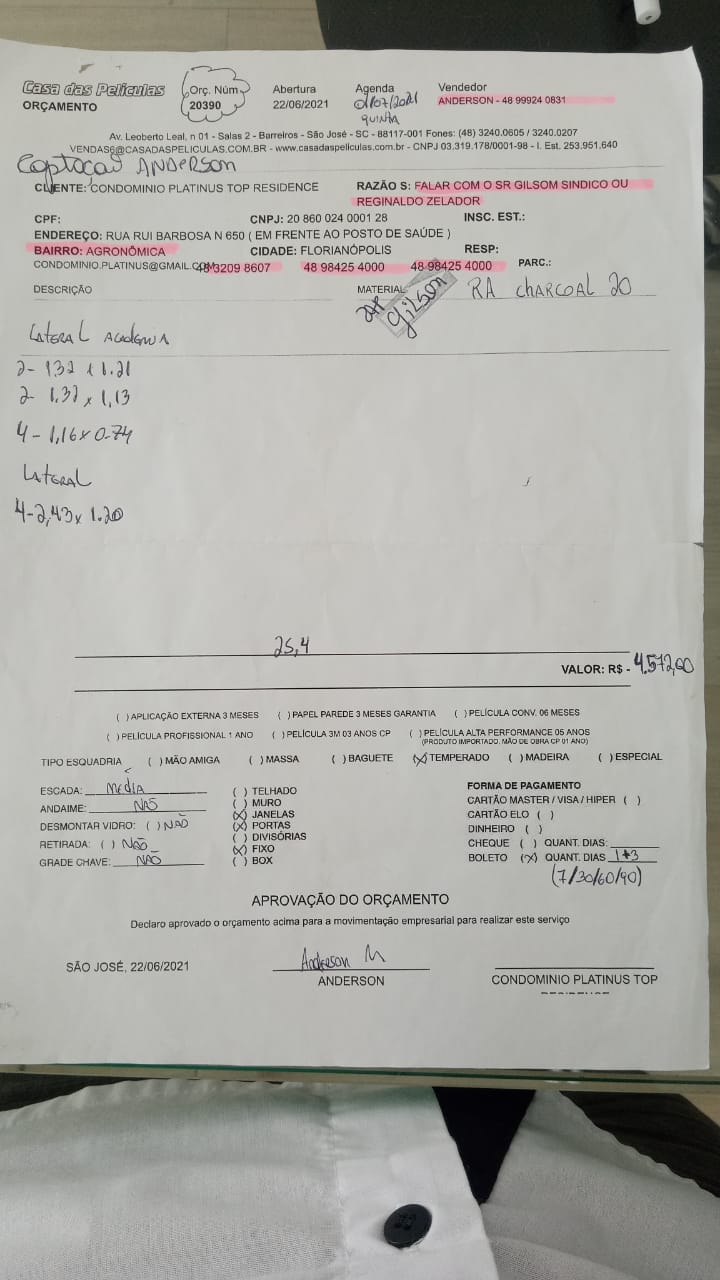 Casa das Películas
ORÇAMENTO
Orç. Núm
20390
Abertura
22/06/2021
Agenda
01/07/2021
quinta
Vendedor
ANDERSON - 48 99924 0831
Av. Leoberto Leal, n 01 - Salas 2 - Barreiros - São José - SC - 88117-001 Fones: (48) 3240.0605 / 3240.0207
VENDAS6@CASADASPELICULAS.COM.BR - www.casadaspeliculas.com.br - CNPJ 03.319.178/0001-98 - I. Est. 253.951.640
Captação ANDERSON
CLIENTE: CONDOMINIO PLATINUS TOP RESIDENCE
RAZÃO S: FALAR COM O SR GILSOM SINDICO OU
REGINALDO ZELADOR
CPF: CNPJ: 20 860 024 0001 28 INSC. EST.:
ENDEREÇO: RUA RUI BARBOSA N 650 ( EM FRENTE AO POSTO DE SAÚDE )
BAIRRO: AGRONÔMICA CIDADE: FLORIANÓPOLIS RESP:
CONDOMINIO.PLATINUS@GMAIL.COM 48 3209 8607 48 98425 4000 48 98425 4000 PARC.:
DESCRIÇÃO MATERIAL: RA CHARCOAL 20
Gilson
LATERAL ACADEMIA
2- 132 x 1.21
2- 1,32 x 1,13
4- 1,16 x 0.74
LATERAL
4- 2,43 x 1.20
25,4
VALOR: R$ - 4.572,00
( ) APLICAÇÃO EXTERNA 3 MESES ( ) PAPEL PAREDE 3 MESES GARANTIA ( ) PELÍCULA CONV. 06 MESES
( ) PELÍCULA PROFISSIONAL 1 ANO ( ) PELÍCULA 3M 03 ANOS CP ( ) PELÍCULA ALTA PERFORMANCE 05 ANOS
(PRODUTO IMPORTADO, MÃO DE OBRA CP 01 ANO)
TIPO ESQUADRIA ( ) MÃO AMIGA ( ) MASSA ( ) BAGUETE (X) TEMPERADO ( ) MADEIRA ( ) ESPECIAL
ESCADA: MEDIA
ANDAIME: NAO
DESMONTAR VIDRO: ( ) NÃO
RETIRADA: ( ) NÃO
GRADE CHAVE: NÃO
( ) TELHADO
( ) MURO
(X) JANELAS
(X) PORTAS
( ) DIVISÓRIAS
(X) FIXO
( ) BOX
FORMA DE PAGAMENTO
CARTÃO MASTER / VISA / HIPER ( )
CARTÃO ELO ( )
DINHEIRO ( )
CHEQUE ( ) QUANT. DIAS:
BOLETO (X) QUANT. DIAS 1+3
(7/30/60/90)
APROVAÇÃO DO ORÇAMENTO
Declaro aprovado o orçamento acima para a movimentação empresarial para realizar este serviço
SÃO JOSÉ, 22/06/2021
Anderson M
ANDERSON
CONDOMINIO PLATINUS TOP